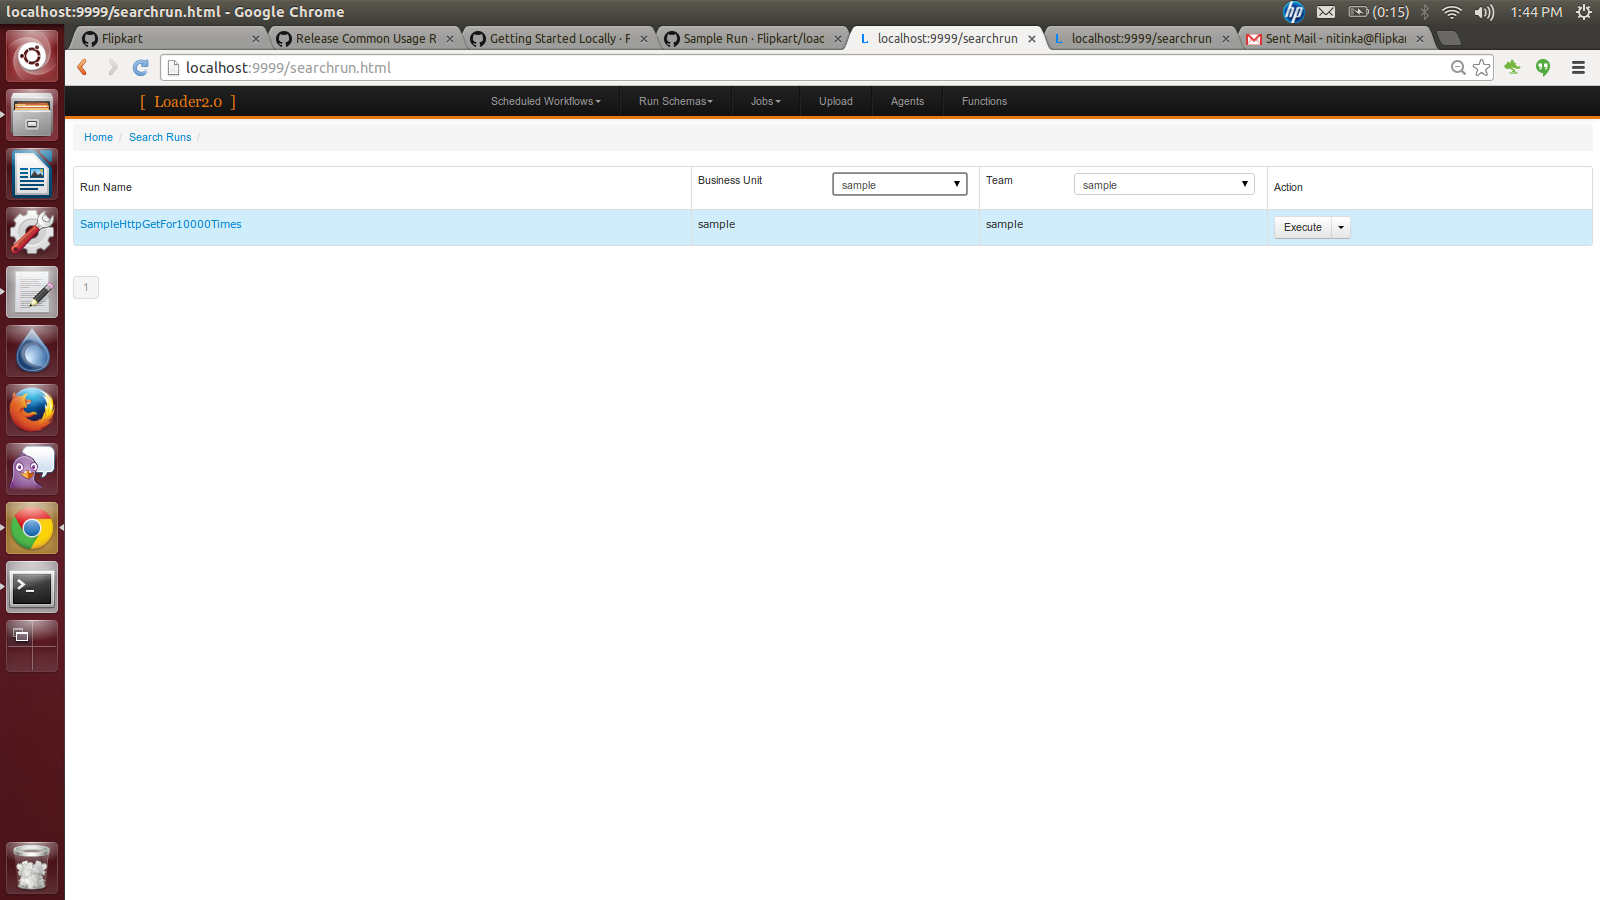 localhost:9999/searchrun.html - Google Chrome
(0:15)
1:44 PM
Flipkart
Release Common Usage R
Getting Started Locally · F
Sample Run · Flipkart/loac
localhost:9999/searchrun
localhost:9999/searchrun
Sent Mail - nitinka@flipkar
localhost:9999/searchrun.html
[ Loader2.0 ]
Scheduled Workflows
Run Schemas
Jobs
Upload
Agents
Functions
Home / Search Runs /
Run Name
Business Unit
sample
Team
sample
Action
SampleHttpGetFor10000Times
sample
sample
Execute
1